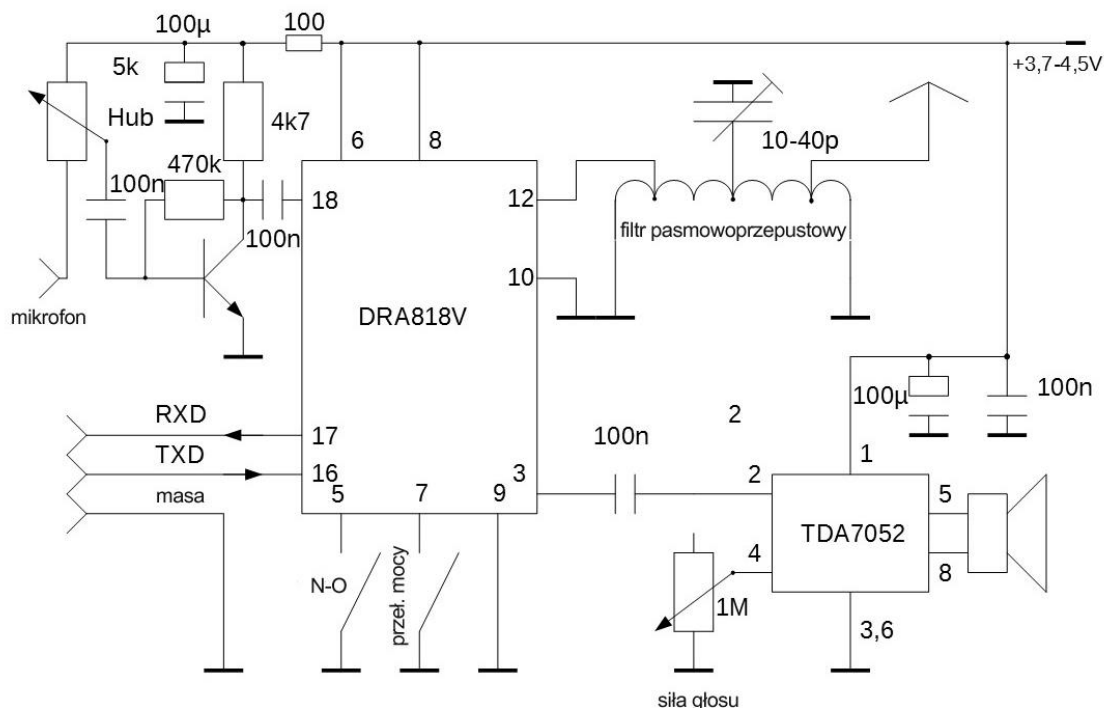 100µ
100
+3,7-4,5V
5k
Hub
4k7
6
8
10-40p
470k
100n
18
100n
12
filtr pasmowoprzepustowy
10
mikrofon
DRA818V
100µ
100n
RXD
17
2
100n
1
TXD
16
3
2
5
masa
5
7
9
TDA7052
4
8
N-O
przeł. mocy
1M
3,6
siła głosu